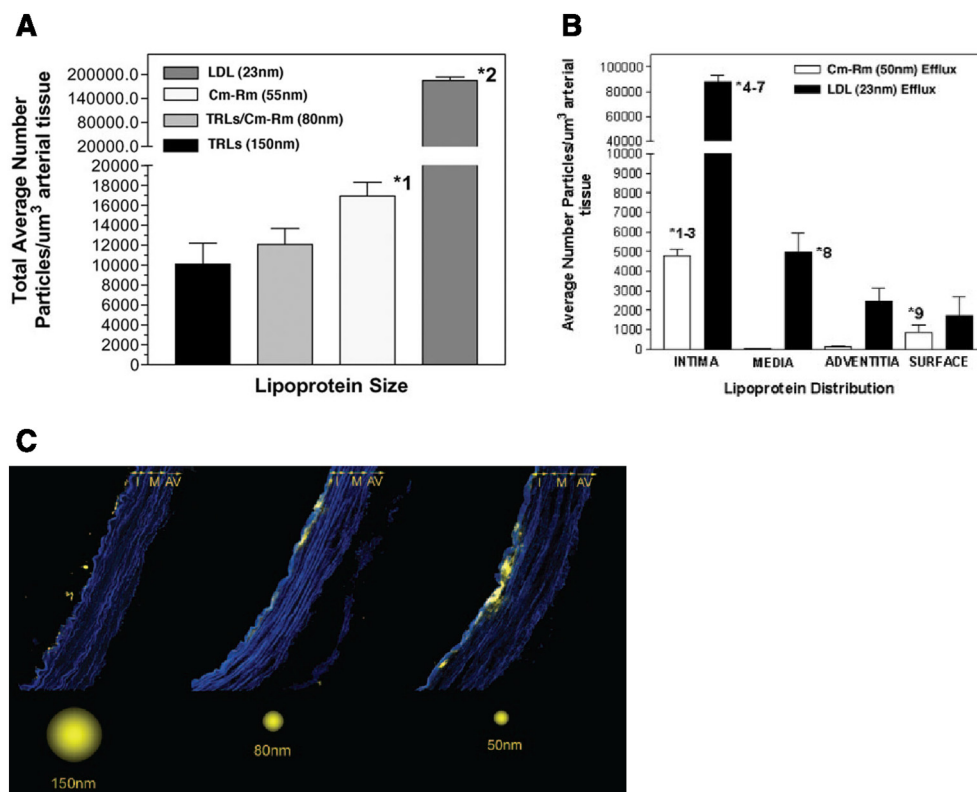 A
Total Average Number
Particles/um³ arterial tissue
200000.0
140000.0
80000.0
20000.0
20000
18000
16000
14000
12000
10000
8000
6000
4000
2000
0
LDL (23nm)
Cm-Rm (55nm)
TRLs/Cm-Rm (80nm)
TRLs (150nm)
*1
*2
Lipoprotein Size
B
Average Number Particles/um³ arterial
tissue
100000
80000
60000
40000
10000
9000
8000
7000
6000
5000
4000
3000
2000
1000
0
Cm-Rm (50nm) Efflux
LDL (23nm) Efflux
*4-7
*1-3
*8
*9
INTIMA MEDIA ADVENTITIA SURFACE
Lipoprotein Distribution
C
I M AV
I M AV
I M AV
150nm
80nm
50nm